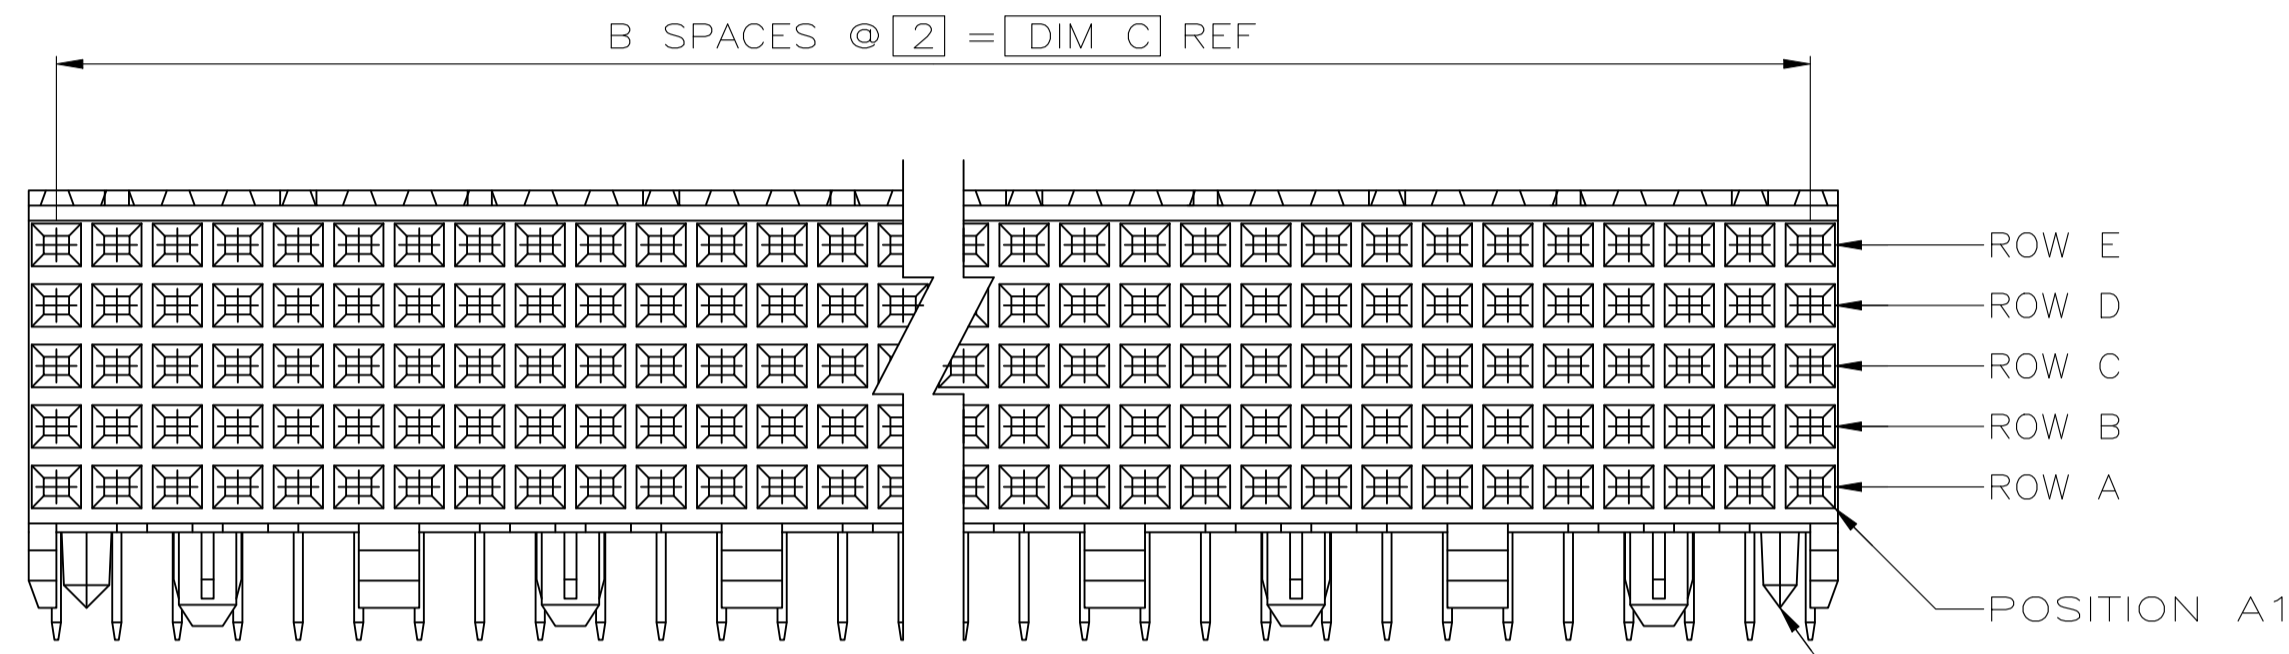 B SPACES @ 2 = DIM C REF
ROW E
ROW D
ROW C
ROW B
ROW A
POSITION A1